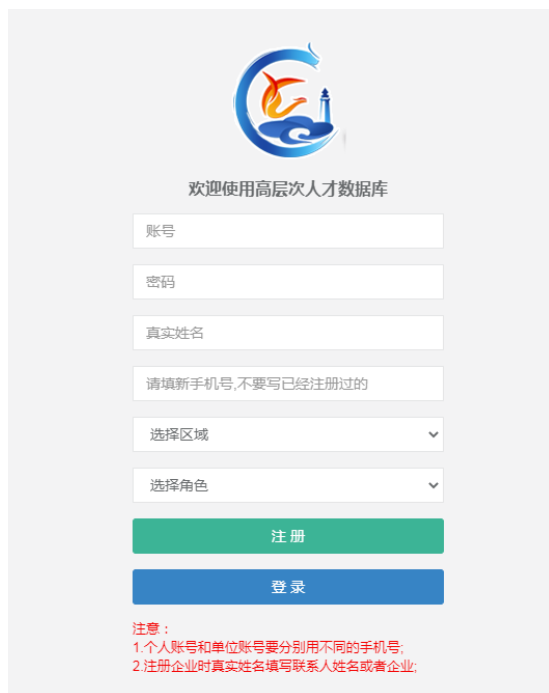 欢迎使用高层次人才数据库
账号
密码
真实姓名
请填新手机号,不要写已经注册过的
选择区域
选择角色
注 册
登 录
注意：
1.个人账号和单位账号要分别用不同的手机号;
2.注册企业时真实姓名填写联系人姓名或者企业;